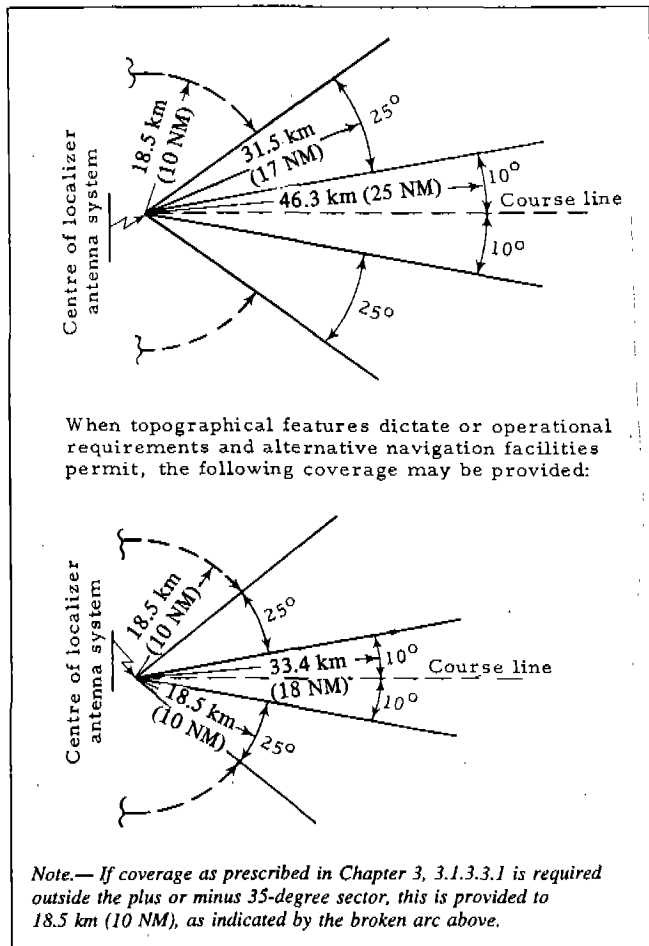 18.5 km
(10 NM)
31.5 km
(17 NM)
25°
46.3 km (25 NM)
10°
Course line
10°
25°
Centre of localizer
antenna system
When topographical features dictate or operational
requirements and alternative navigation facilities
permit, the following coverage may be provided:
18.5 km
(10 NM)
25°
33.4 km
(18 NM)
10°
Course line
10°
18.5 km
(10 NM)
25°
Centre of localizer
antenna system
Note.— If coverage as prescribed in Chapter 3, 3.1.3.3.1 is required
outside the plus or minus 35-degree sector, this is provided to
18.5 km (10 NM), as indicated by the broken arc above.